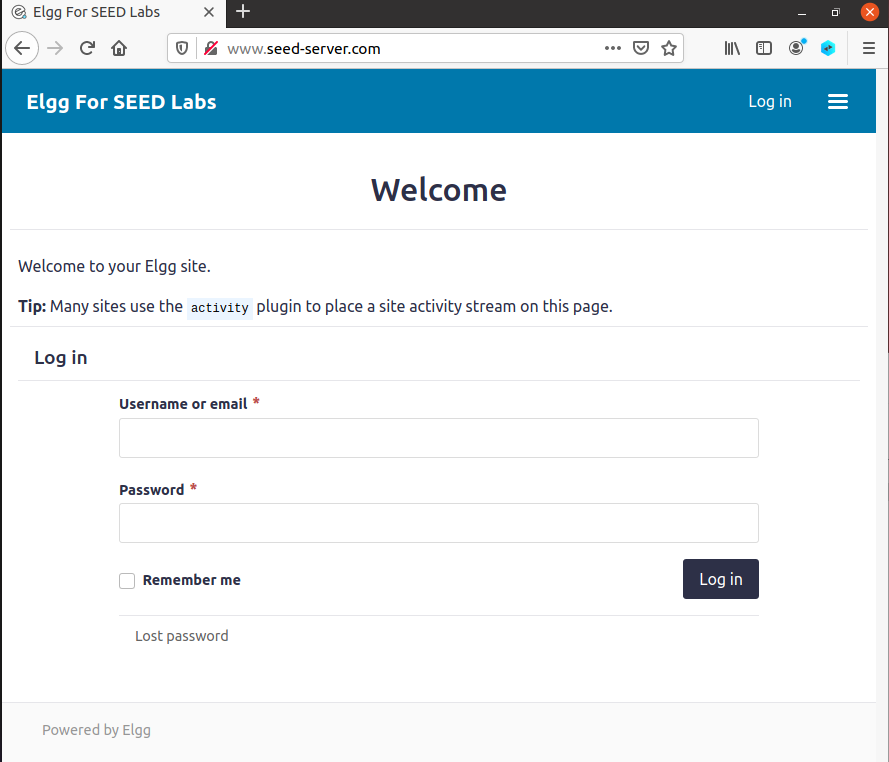 Elgg For SEED Labs
www.seed-server.com
Elgg For SEED Labs
Log in
Welcome
Welcome to your Elgg site.
Tip: Many sites use the activity plugin to place a site activity stream on this page.
Log in
Username or email *
Password *
Remember me
Log in
Lost password
Powered by Elgg